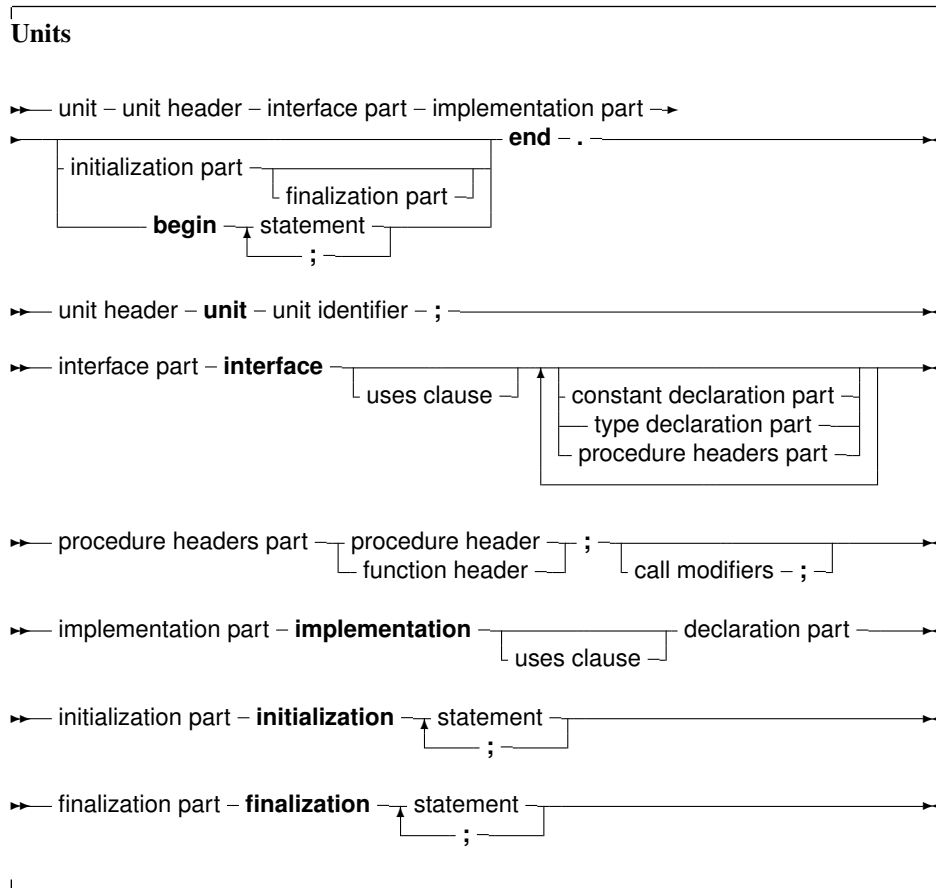 Units
unit – unit header – interface part – implementation part
end – .
initialization part
finalization part
begin statement
;
unit header – unit – unit identifier – ;
interface part – interface
uses clause constant declaration part
type declaration part
procedure headers part
procedure headers part procedure header ;
function header call modifiers – ;
implementation part – implementation declaration part
uses clause
initialization part – initialization statement
;
finalization part – finalization statement
;